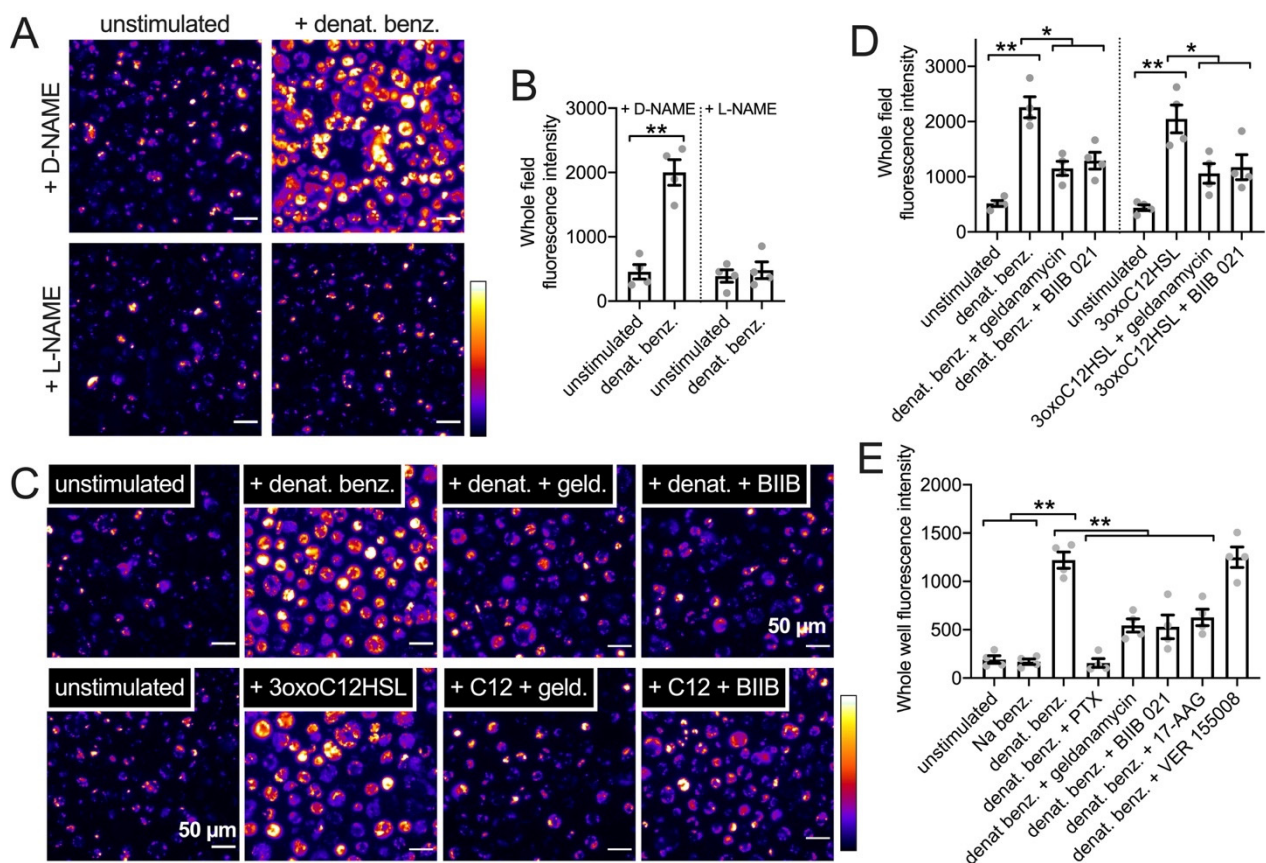 A
unstimulated
+ denat. benz.
+ D-NAME
+ L-NAME
B
Whole field
fluorescence intensity
3000
2000
1000
0
+ D-NAME
+ L-NAME
**
unstimulated
denat. benz.
unstimulated
denat. benz.
C
unstimulated
+ denat. benz.
+ denat. + geld.
+ denat. + BIIB
50 µm
unstimulated
+ 3oxoC12HSL
+ C12 + geld.
+ C12 + BIIB
50 µm
D
Whole field
fluorescence intensity
3000
2000
1000
0
**
*
**
*
unstimulated
denat. benz.
denat. benz. + geldanamycin
denat. benz. + BIIB 021
unstimulated
3oxoC12HSL
3oxoC12HSL + geldanamycin
3oxoC12HSL + BIIB 021
E
Whole well fluorescence intensity
2000
1500
1000
500
0
**
**
unstimulated
Na benz.
denat. benz.
denat. benz. + PTX
denat benz. + geldanamycin
denat. benz. + BIIB 021
denat. benz. + 17-AAG
denat. benz. + VER 155008